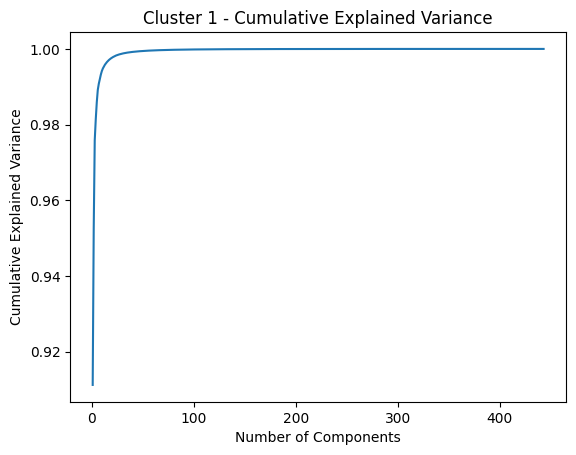 Cluster 1 - Cumulative Explained Variance
1.00
0.98
0.96
0.94
0.92
Cumulative Explained Variance
0 100 200 300 400
Number of Components